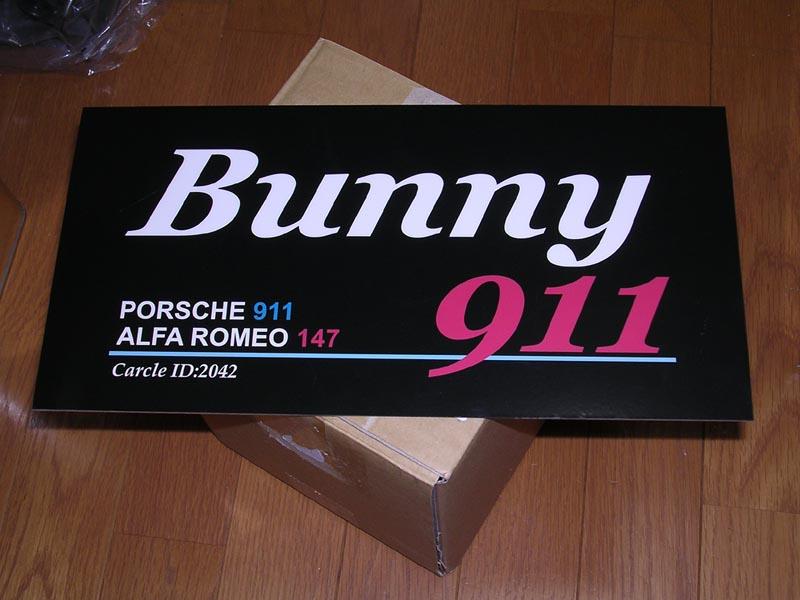 Bunny
911
PORSCHE 911
ALFA ROMEO 147
Carcle ID:2042